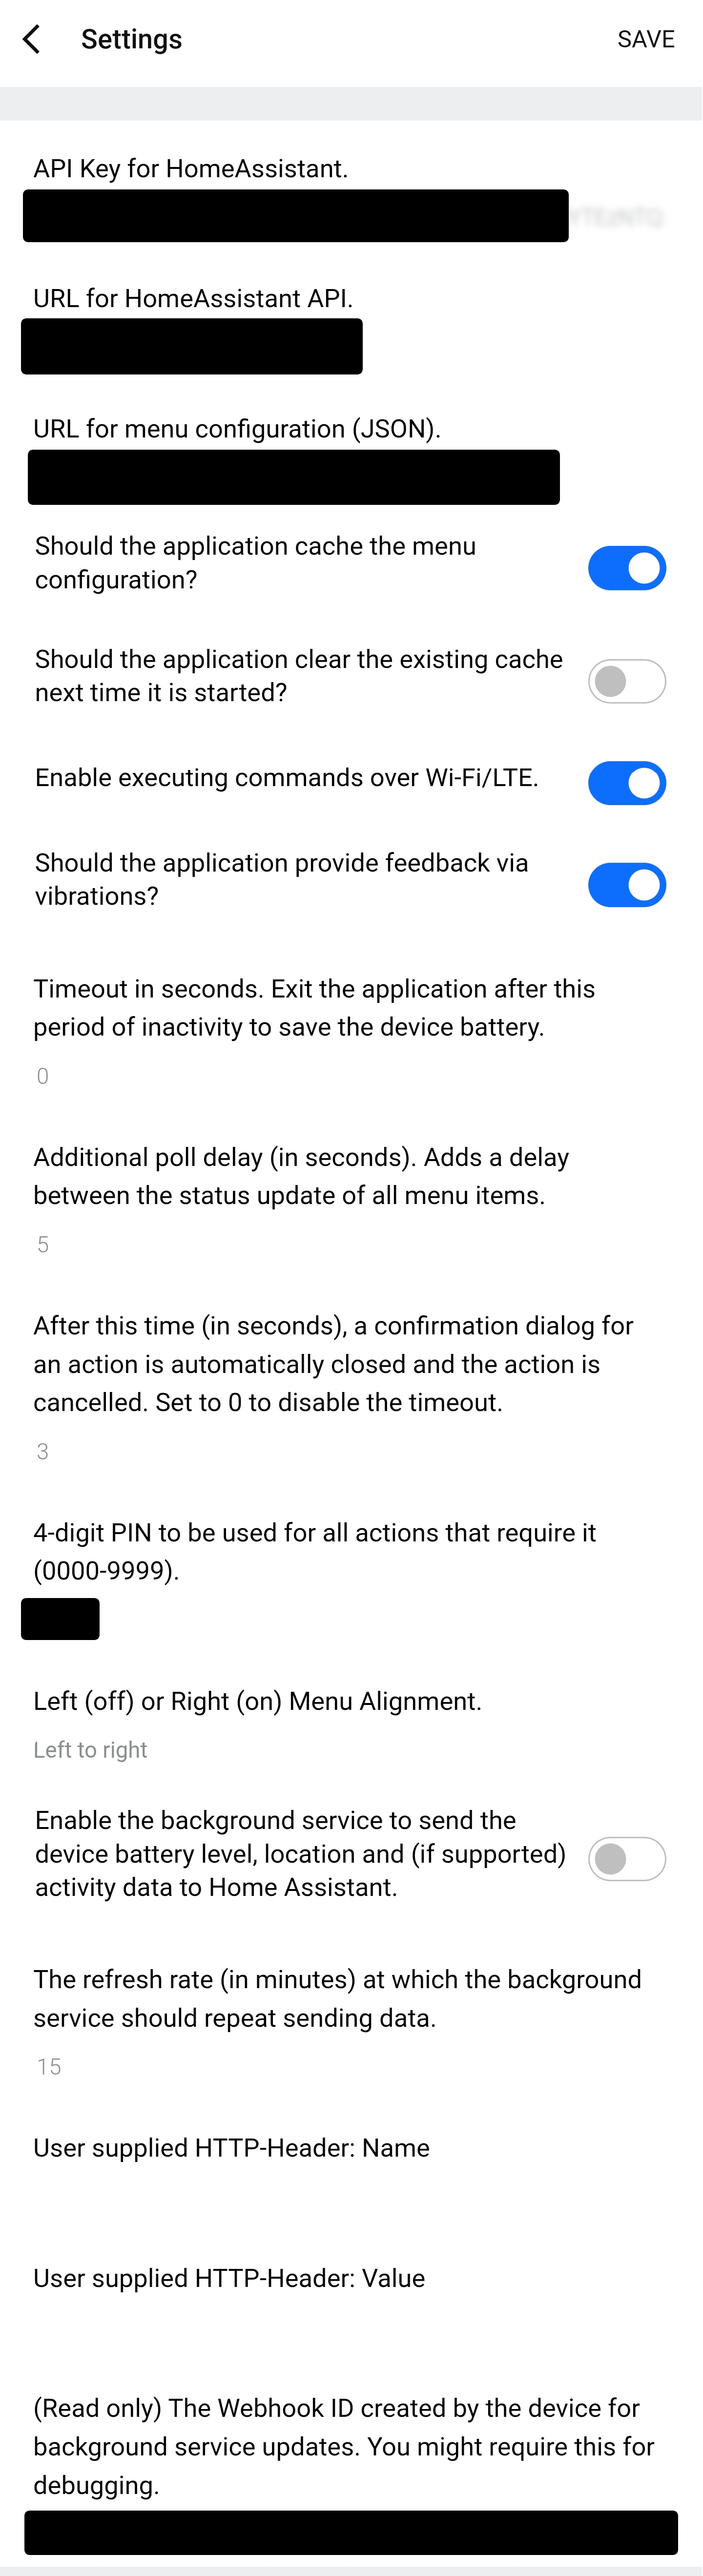 Settings
SAVE
API Key for HomeAssistant.
URL for HomeAssistant API.
URL for menu configuration (JSON).
Should the application cache the menu
configuration?
Should the application clear the existing cache
next time it is started?
Enable executing commands over Wi-Fi/LTE.
Should the application provide feedback via
vibrations?
Timeout in seconds. Exit the application after this
period of inactivity to save the device battery.
0
Additional poll delay (in seconds). Adds a delay
between the status update of all menu items.
5
After this time (in seconds), a confirmation dialog for
an action is automatically closed and the action is
cancelled. Set to 0 to disable the timeout.
3
4-digit PIN to be used for all actions that require it
(0000-9999).
Left (off) or Right (on) Menu Alignment.
Left to right
Enable the background service to send the
device battery level, location and (if supported)
activity data to Home Assistant.
The refresh rate (in minutes) at which the background
service should repeat sending data.
15
User supplied HTTP-Header: Name
User supplied HTTP-Header: Value
(Read only) The Webhook ID created by the device for
background service updates. You might require this for
debugging.